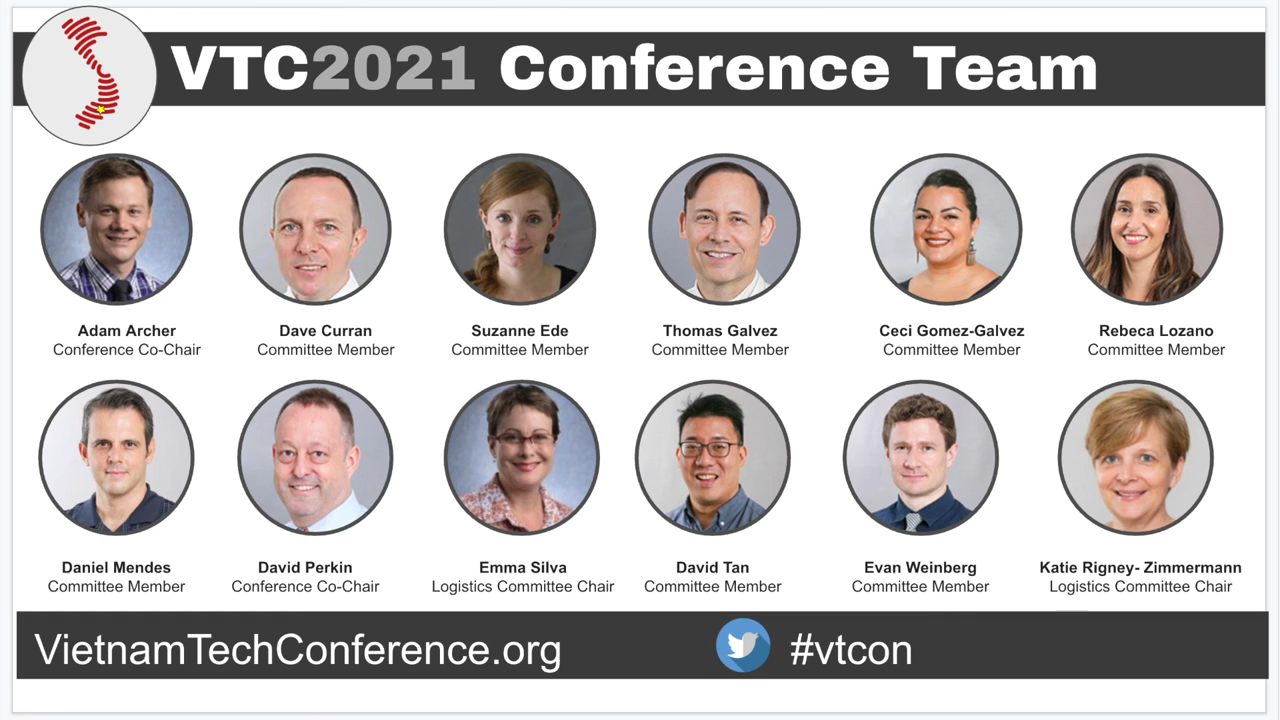 VTC2021 Conference Team
Adam Archer
Conference Co-Chair
Dave Curran
Committee Member
Suzanne Ede
Committee Member
Thomas Galvez
Committee Member
Ceci Gomez-Galvez
Committee Member
Rebeca Lozano
Committee Member
Daniel Mendes
Committee Member
David Perkin
Conference Co-Chair
Emma Silva
Logistics Committee Chair
David Tan
Committee Member
Evan Weinberg
Committee Member
Katie Rigney- Zimmermann
Logistics Committee Chair
VietnamTechConference.org
#vtcon